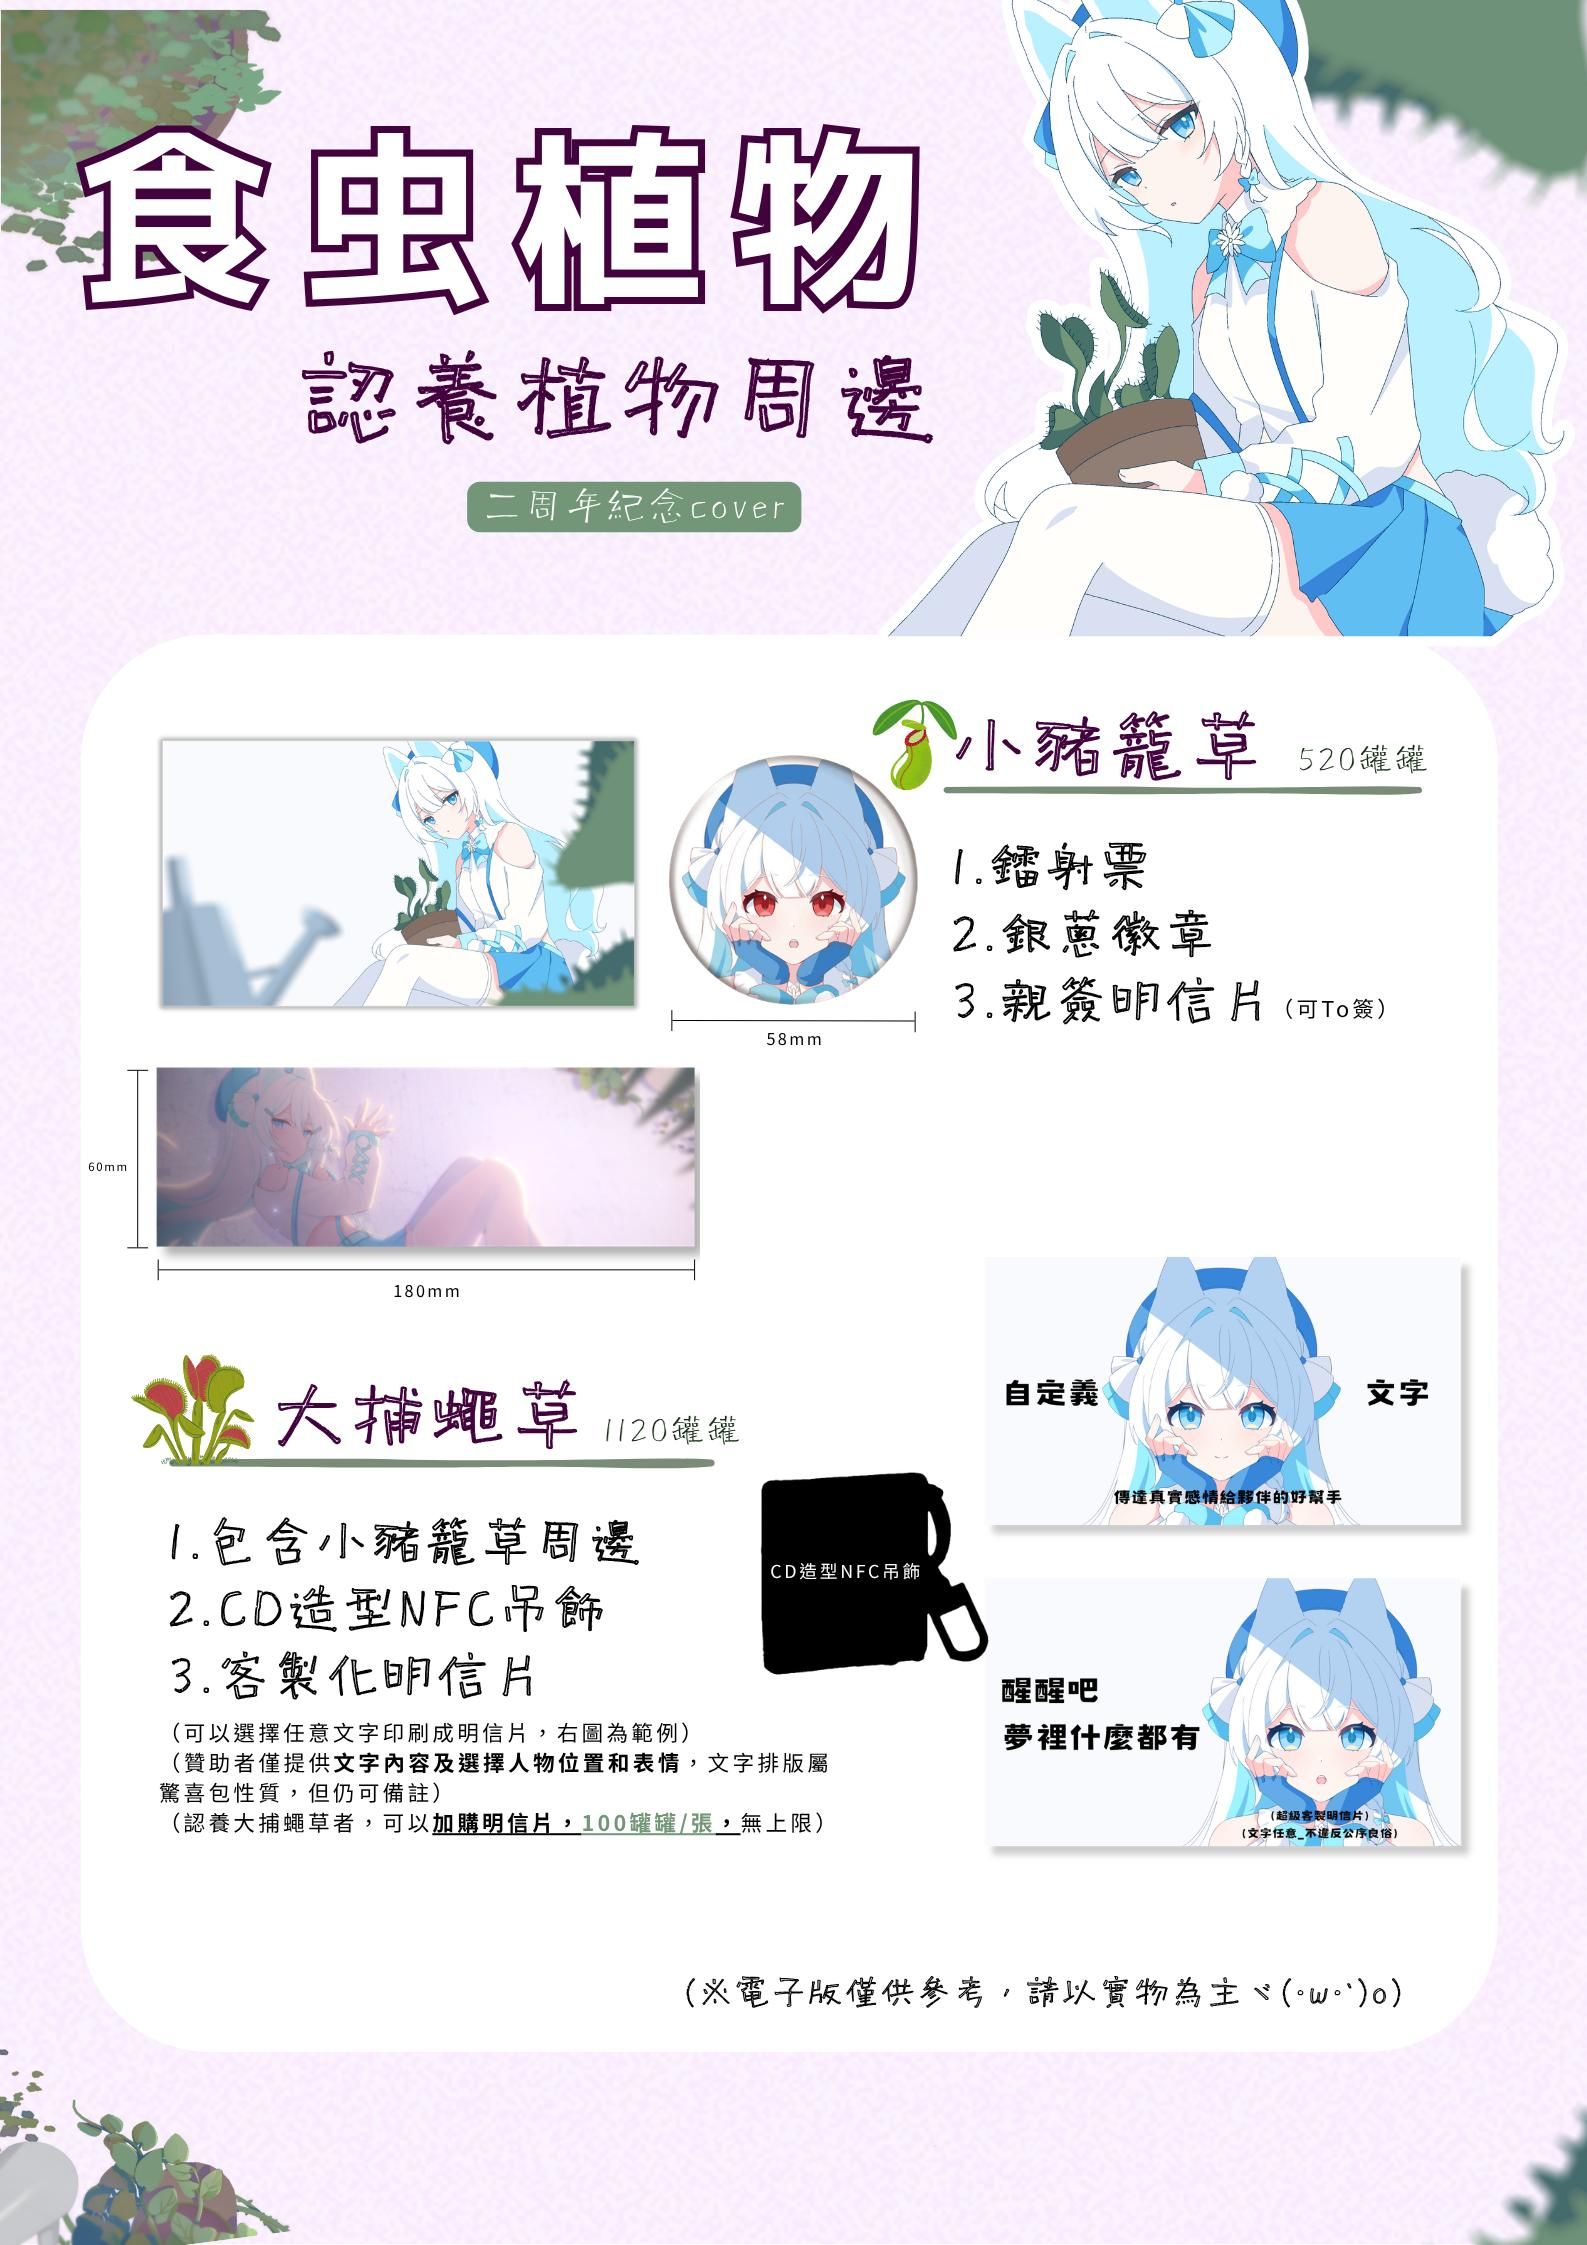 食虫植物
認養植物周邊
二周年紀念cover
小豬籠草 520罐罐
1.鐳射票
2.銀蔥徽章
3.親簽明信片（可To簽）
58mm
60mm
180mm
大捕蠅草 1120罐罐
1.包含小豬籠草周邊
2.CD造型NFC吊飾
3.客製化明信片
（可以選擇任意文字印刷成明信片，右圖為範例）
（贊助者僅提供文字內容及選擇人物位置和表情，文字排版屬
驚喜包性質，但仍可備註）
（認養大捕蠅草者，可以加購明信片，100罐罐/張，無上限）
CD造型NFC吊飾
自定義 文字
傳達真實感情給夥伴的好幫手
醒醒吧
夢裡什麼都有
(超級客製明信片)
(文字任意_不違反公序良俗)
(※電子版僅供參考，請以實物為主ヾ(·ω·`)o)